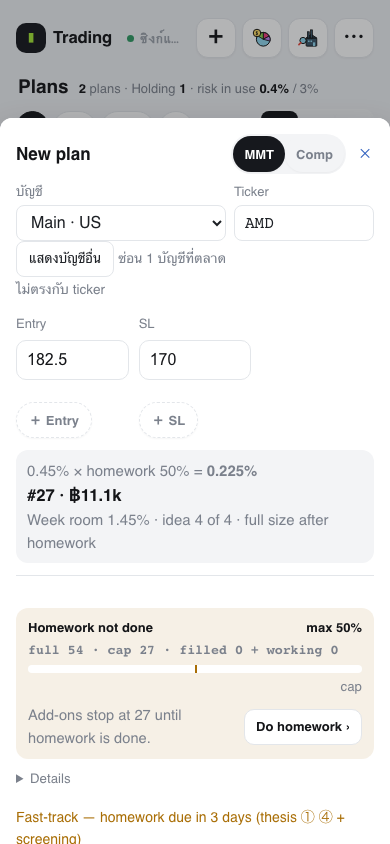 Trading
Plans 2 plans · Holding 1 · risk in use 0.4% / 3%
New plan
MMT Comp ×
บัญชี Ticker
Main · US AMD
แสดงบัญชีอื่น ซ่อน 1 บัญชีที่ตลาด
ไม่ตรงกับ ticker
Entry SL
182.5 170
+ Entry + SL
0.45% × homework 50% = 0.225%
#27 · ฿11.1k
Week room 1.45% · idea 4 of 4 · full size after
homework
Homework not done max 50%
full 54 · cap 27 · filled 0 + working 0
cap
Add-ons stop at 27 until
homework is done.
Do homework ›
▶ Details
Fast-track — homework due in 3 days (thesis ① ④ +
screening)